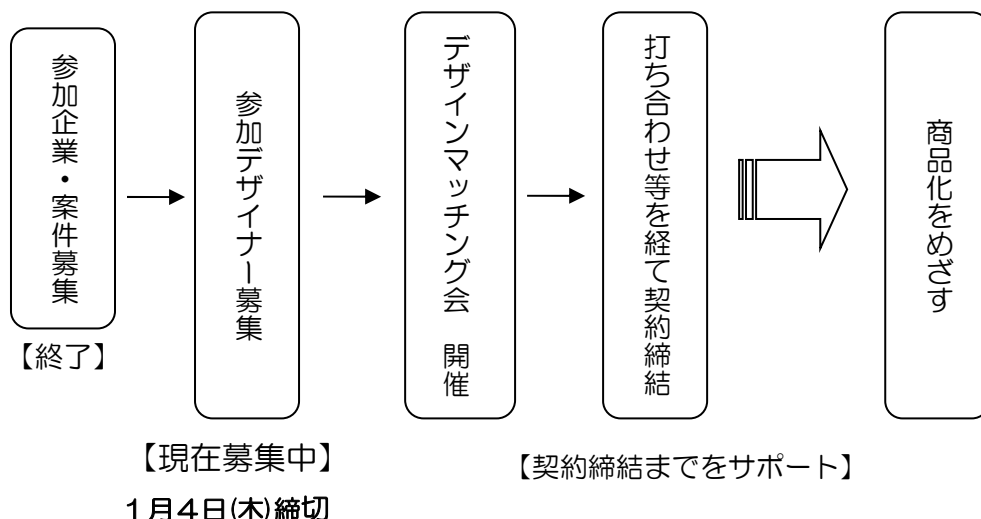 参加企業・案件募集
【終了】
参加デザイナー募集
【現在募集中】
1月4日(木)締切
デザインマッチング会　開催
打ち合わせ等を経て契約締結
【契約締結までをサポート】
商品化をめざす